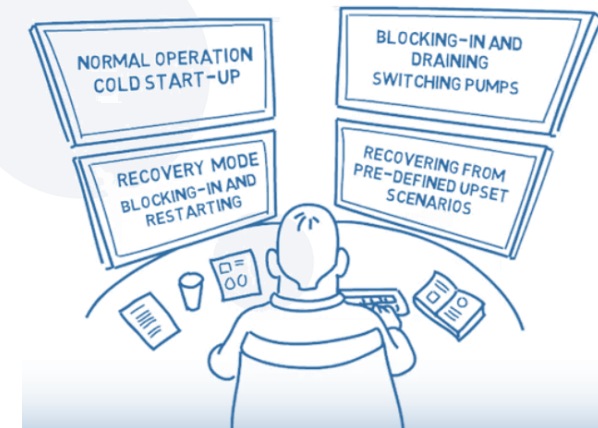 NORMAL OPERATION
COLD START-UP
BLOCKING-IN AND
DRAINING
SWITCHING PUMPS
RECOVERY MODE
BLOCKING-IN AND
RESTARTING
RECOVERING FROM
PRE-DEFINED UPSET
SCENARIOS